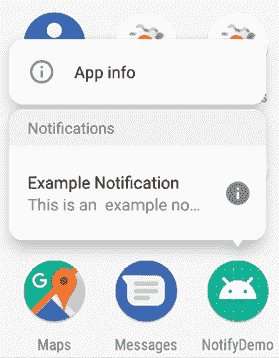 App info
Notifications
Example Notification
This is an example no...
Maps
Messages
NotifyDemo